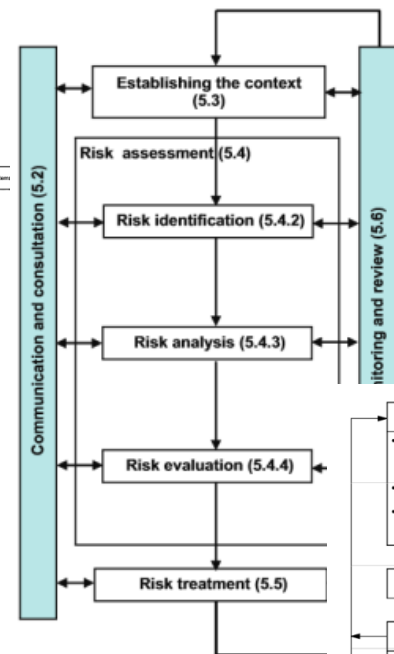 Establishing the context
(5.3)
Risk assessment (5.4)
Risk identification (5.4.2)
Risk analysis (5.4.3)
Risk evaluation (5.4.4)
Risk treatment (5.5)
Communication and consultation (5.2)
itoring and review (5.6)